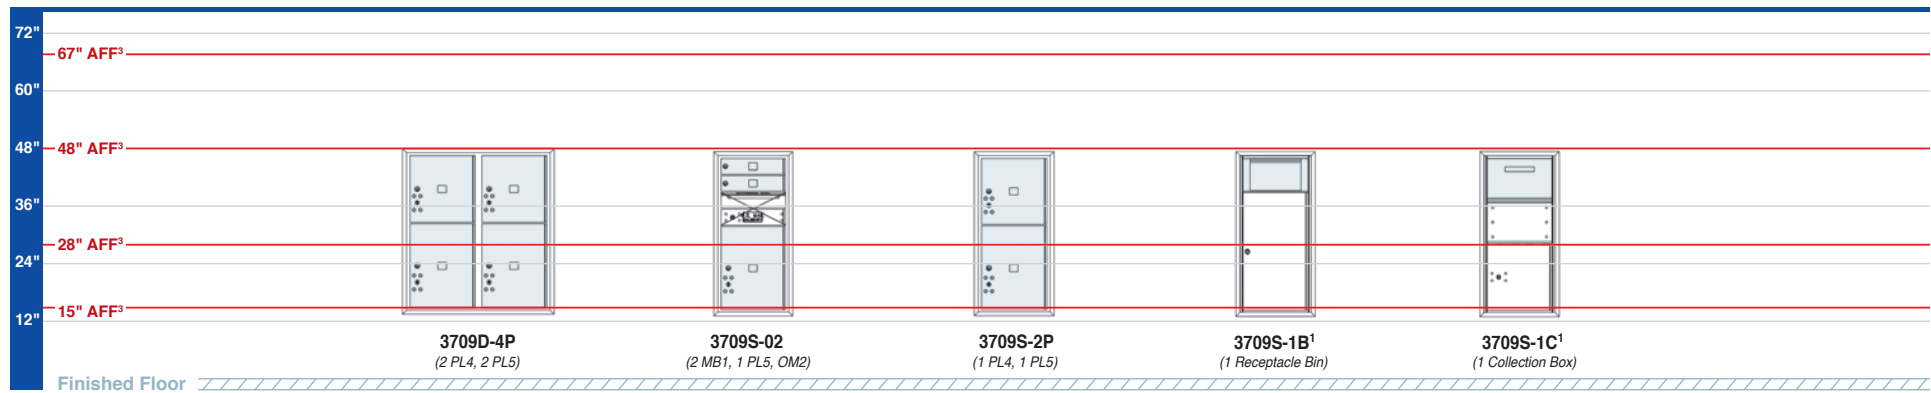 72"
67" AFF³
60"
48" 48" AFF³
36"
28" AFF³
24"
15" AFF³
12"
3709D-4P 3709S-02 3709S-2P 3709S-1B¹ 3709S-1C¹
(2 PL4, 2 PL5) (2 MB1, 1 PL5, OM2) (1 PL4, 1 PL5) (1 Receptacle Bin) (1 Collection Box)
Finished Floor